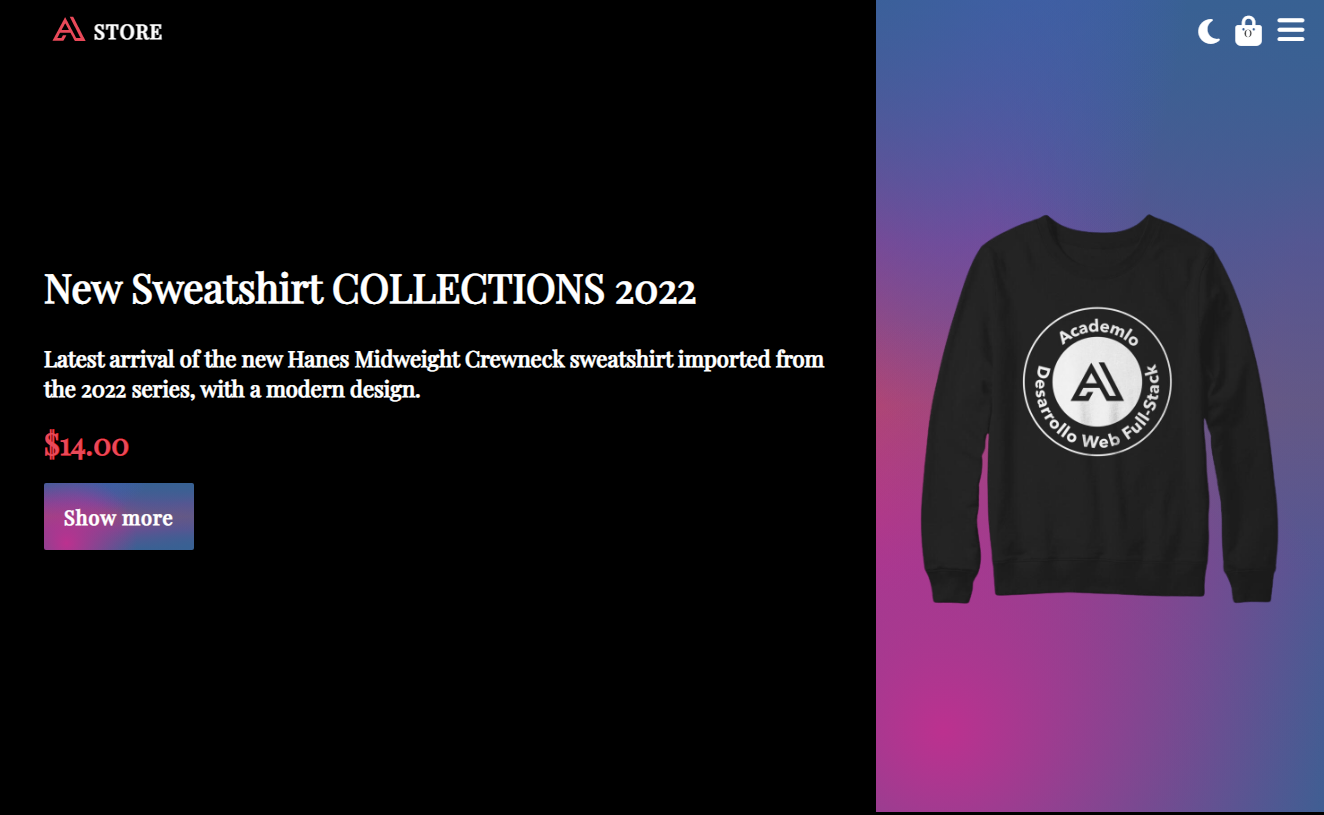 STORE
0
New Sweatshirt COLLECTIONS 2022
Latest arrival of the new Hanes Midweight Crewneck sweatshirt imported from
the 2022 series, with a modern design.
$14.00
Show more
Academlo
Desarrollo Web Full-Stack